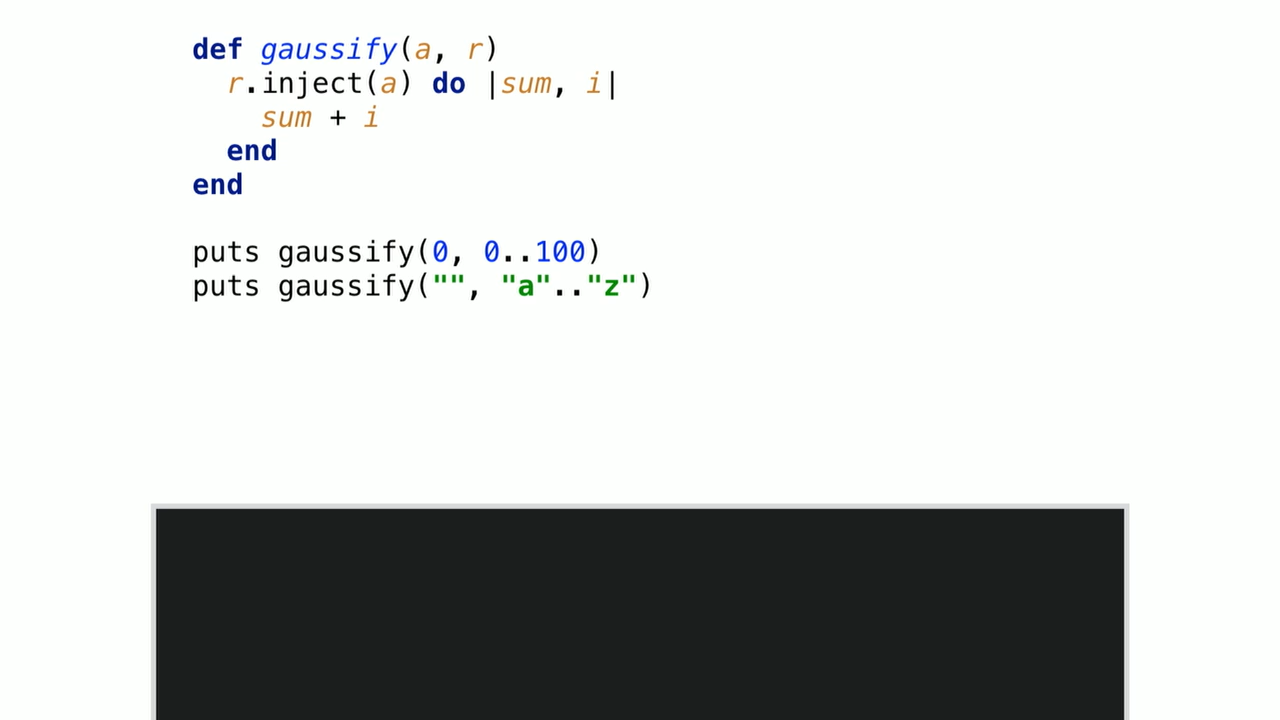 def gaussify(a, r)
  r.inject(a) do |sum, i|
    sum + i
  end
end

puts gaussify(0, 0..100)
puts gaussify("", "a".."z")